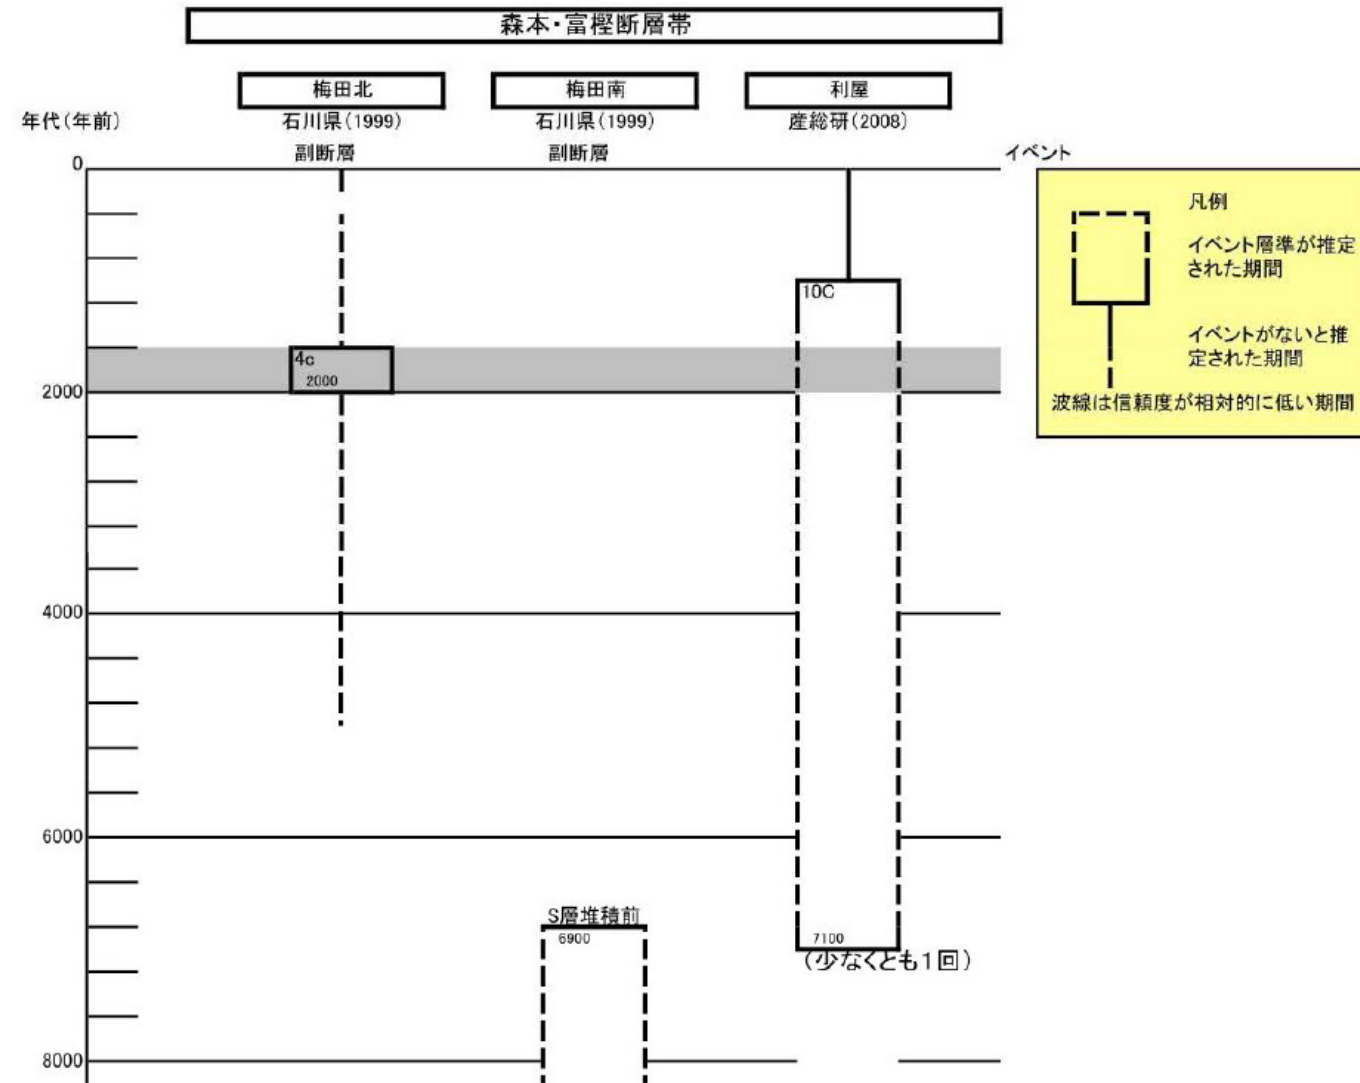 森本・富樫断層帯
梅田北
梅田南
利屋
年代(年前)
石川県(1999)
石川県(1999)
産総研(2008)
副断層
副断層
0
イベント
凡例
イベント層準が推定
された期間
イベントがないと推
定された期間
波線は信頼度が相対的に低い期間
10C
4c
2000
2000
4000
6000
S層堆積前
6900
7100
(少なくとも1回)
8000